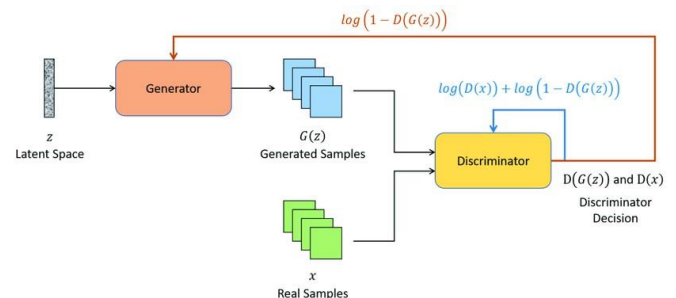 log(1 − D(G(z)))
log(D(x)) + log(1 − D(G(z)))
Generator
z
Latent Space
G(z)
Generated Samples
Discriminator
D(G(z)) and D(x)
Discriminator
Decision
x
Real Samples